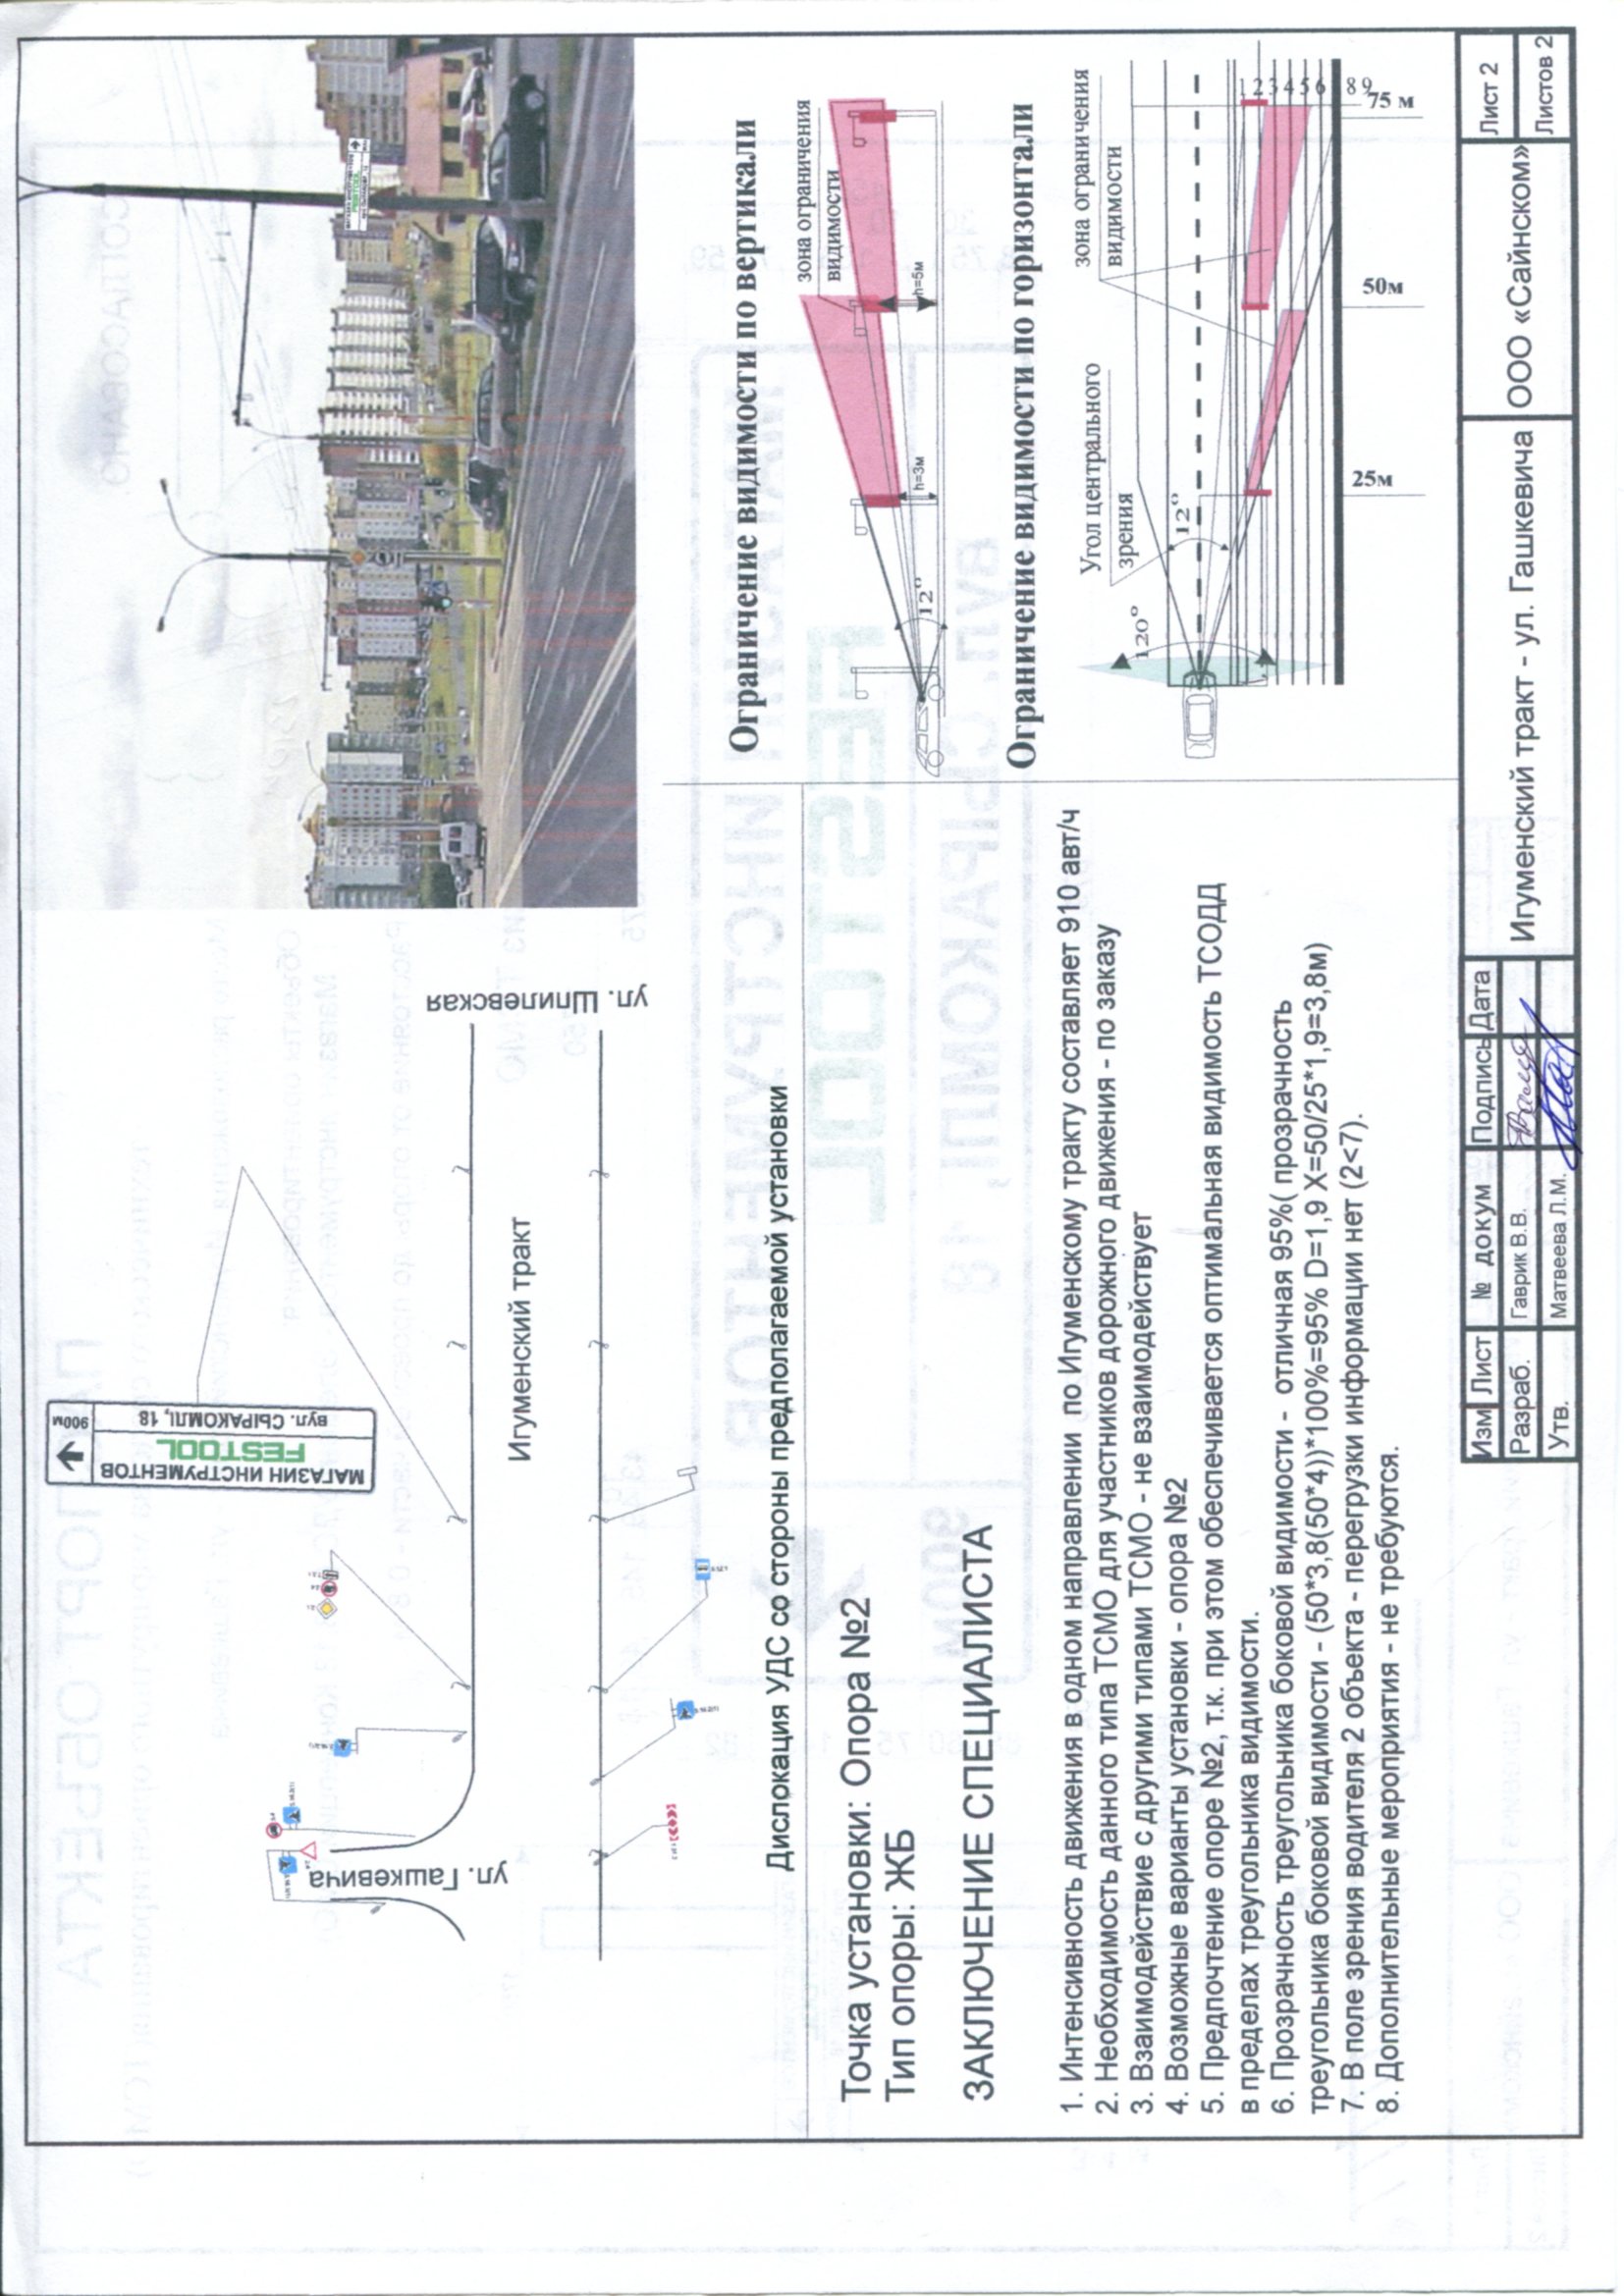 ул. Гашкевича
ул. Шпилевская
Игуменский тракт
МАГАЗИН ИНСТРУМЕНТОВ
FESTOOL
вул. СЫРАКОМЛІ, 18
900м
Дислокация УДС со стороны предполагаемой установки
Точка установки: Опора №2
Тип опоры: ЖБ
ЗАКЛЮЧЕНИЕ СПЕЦИАЛИСТА
1. Интенсивность движения в одном направлении по Игуменскому тракту составляет 910 авт/ч
2. Необходимость данного типа ТСМО для участников дорожного движения - по заказу
3. Взаимодействие с другими типами ТСМО - не взаимодействует
4. Возможные варианты установки - опора №2
5. Предпочтение опоре №2, т.к. при этом обеспечивается оптимальная видимость ТСОДД
в пределах треугольника видимости.
6. Прозрачность треугольника боковой видимости - отличная 95%( прозрачность
треугольника боковой видимости - (50*3,8(50*4))*100%=95% D=1,9 X=50/25*1,9=3,8м)
7. В поле зрения водителя 2 объекта - перегрузки информации нет (2<7).
8. Дополнительные мероприятия - не требуются.
Ограничение видимости по вертикали
зона ограничения
видимости
12°
h=3м
h=5м
Ограничение видимости по горизонтали
Угол центрального
зрения
зона ограничения
видимости
120°
12°
1 2 3 4 5 6 8 9
25м
50м
75 м
Изм Лист № докум Подпись Дата
Разраб. Гаврик В.В.
Утв. Матвеева Л.М.
Игуменский тракт - ул. Гашкевича
ООО «Сайнском»
Лист 2
Листов 2